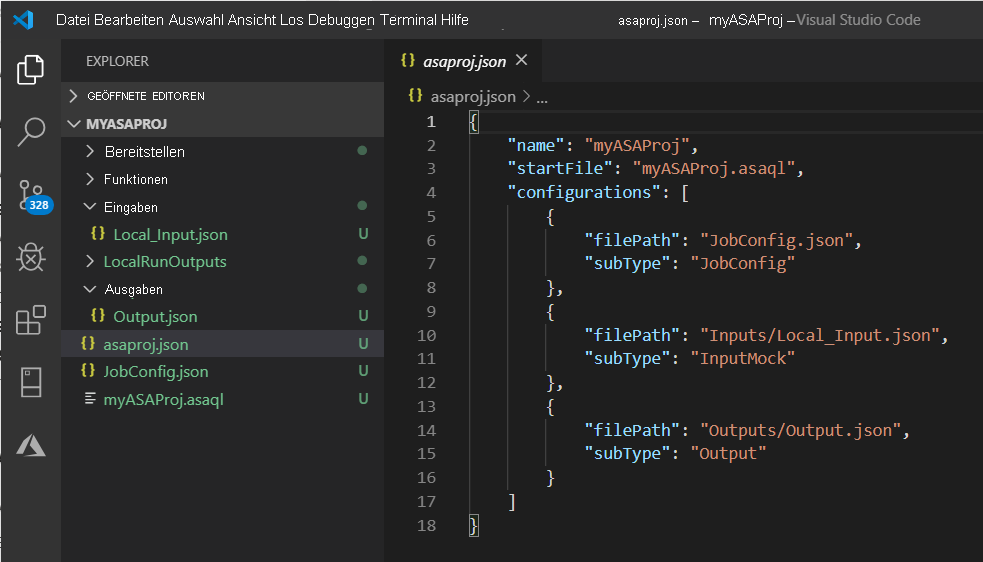 Datei Bearbeiten Auswahl Ansicht Los Debuggen Terminal Hilfe asaproj.json – myASAProj –Visual Studio Code
EXPLORER
GEÖFFNETE EDITOREN
MYASAPROJ
Bereitstellen
Funktionen
Eingaben
{} Local_Input.json U
LocalRunOutputs
Ausgaben
{} Output.json U
{} asaproj.json U
{} JobConfig.json U
myASAProj.asaql U
328
{} asaproj.json ×
{} asaproj.json > ...
1 {
2 "name": "myASAProj",
3 "startFile": "myASAProj.asaql",
4 "configurations": [
5 {
6 "filePath": "JobConfig.json",
7 "subType": "JobConfig"
8 },
9 {
10 "filePath": "Inputs/Local_Input.json",
11 "subType": "InputMock"
12 },
13 {
14 "filePath": "Outputs/Output.json",
15 "subType": "Output"
16 }
17 ]
18 }